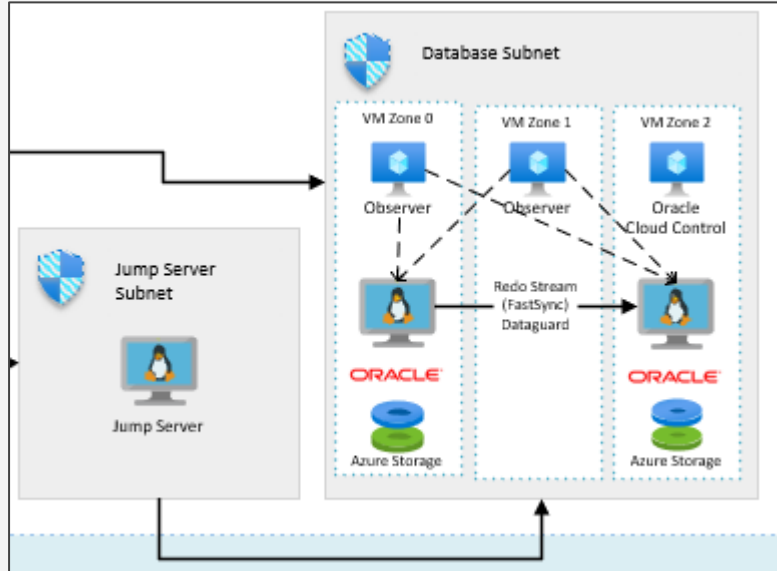 Database Subnet
VM Zone 0
VM Zone 1
VM Zone 2
Observer
Observer
Oracle
Cloud Control
Jump Server
Subnet
Redo Stream
(FastSync)
Dataguard
ORACLE
ORACLE
Jump Server
Azure Storage
Azure Storage